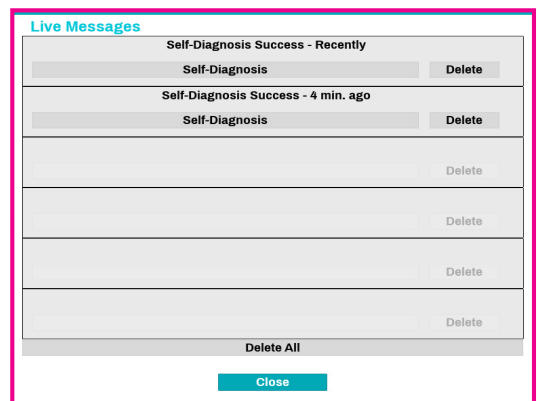 Live Messages
Self-Diagnosis Success - Recently
Self-Diagnosis Delete
Self-Diagnosis Success - 4 min. ago
Self-Diagnosis Delete
Delete
Delete
Delete
Delete
Delete All
Close